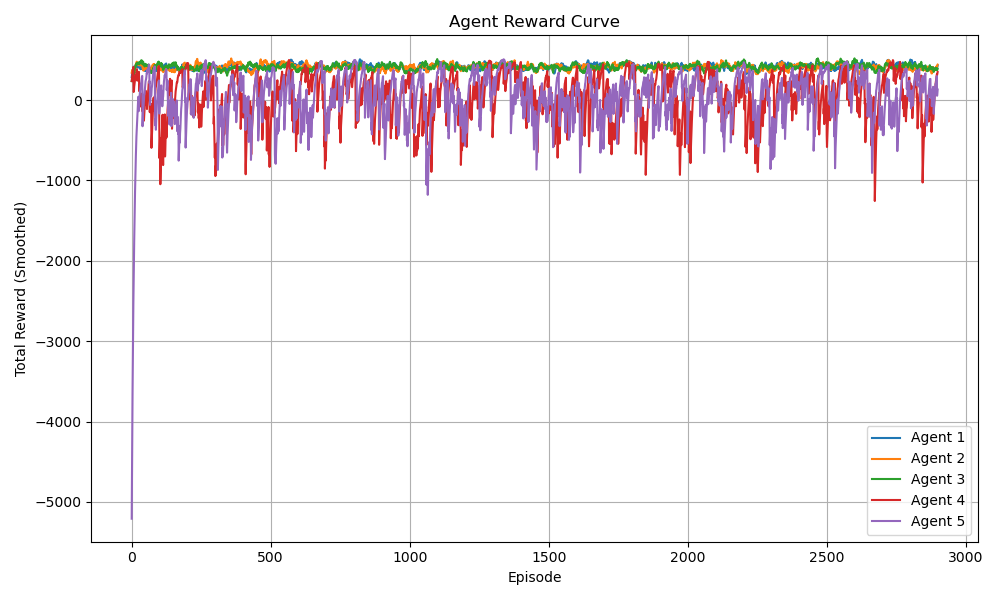 Agent Reward Curve
Total Reward (Smoothed)
0
−1000
−2000
−3000
−4000
−5000
0
500
1000
1500
2000
2500
3000
Episode
Agent 1
Agent 2
Agent 3
Agent 4
Agent 5